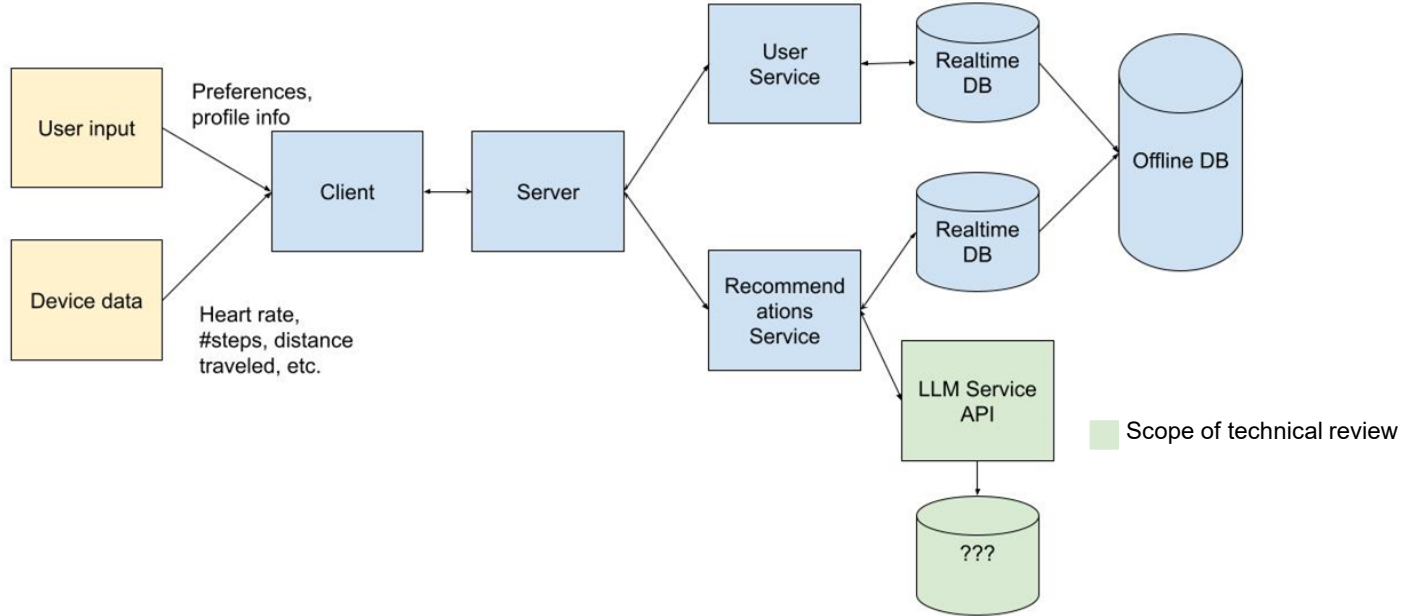 User input
Preferences,
profile info
Device data
Heart rate,
#steps, distance
traveled, etc.
Client
Server
User
Service
Realtime
DB
Offline DB
Recommend
ations
Service
Realtime
DB
LLM Service
API
???
Scope of technical review